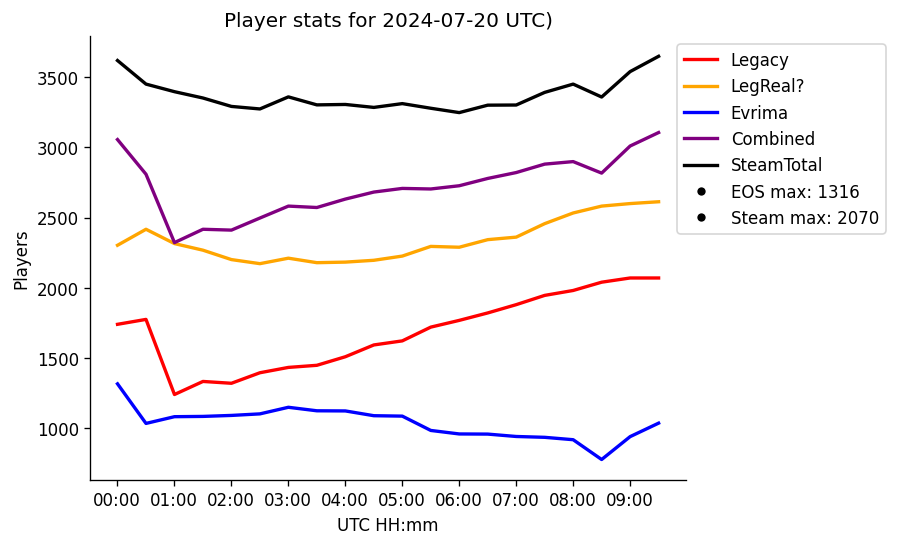 Player stats for 2024-07-20 UTC)
Legacy
LegReal?
Evrima
Combined
SteamTotal
EOS max: 1316
Steam max: 2070
Players
3500
3000
2500
2000
1500
1000
00:00 01:00 02:00 03:00 04:00 05:00 06:00 07:00 08:00 09:00
UTC HH:mm